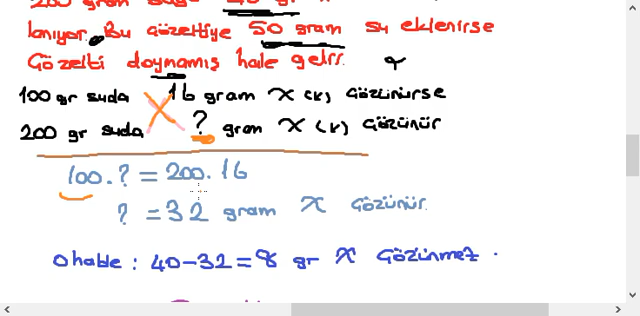 lanıyor. Bu çözeltiye 50 gram su eklenirse
Çözelti doymamış hale gelir.
100 gr suda 16 gram X (k) çözünürse
200 gr suda ? gram X (k) çözünür
100 . ? = 200 . 16
? = 32 gram X çözünür.
O halde : 40 - 32 = 8 gr X çözünmez .